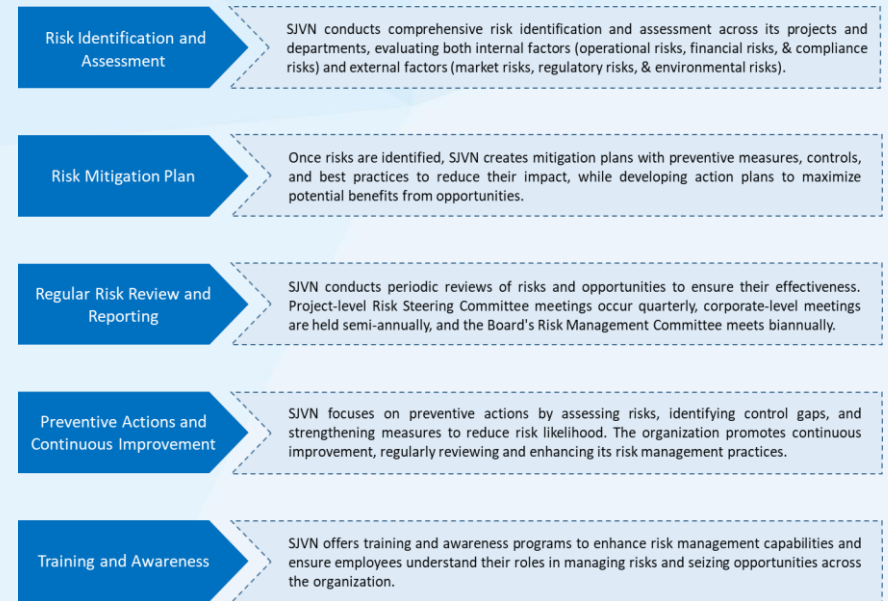 Risk Identification and
Assessment
SJVN conducts comprehensive risk identification and assessment across its projects and
departments, evaluating both internal factors (operational risks, financial risks, & compliance
risks) and external factors (market risks, regulatory risks, & environmental risks).
Risk Mitigation Plan
Once risks are identified, SJVN creates mitigation plans with preventive measures, controls,
and best practices to reduce their impact, while developing action plans to maximize
potential benefits from opportunities.
Regular Risk Review and
Reporting
SJVN conducts periodic reviews of risks and opportunities to ensure their effectiveness.
Project-level Risk Steering Committee meetings occur quarterly, corporate-level meetings
are held semi-annually, and the Board's Risk Management Committee meets biannually.
Preventive Actions and
Continuous Improvement
SJVN focuses on preventive actions by assessing risks, identifying control gaps, and
strengthening measures to reduce risk likelihood. The organization promotes continuous
improvement, regularly reviewing and enhancing its risk management practices.
Training and Awareness
SJVN offers training and awareness programs to enhance risk management capabilities and
ensure employees understand their roles in managing risks and seizing opportunities across
the organization.